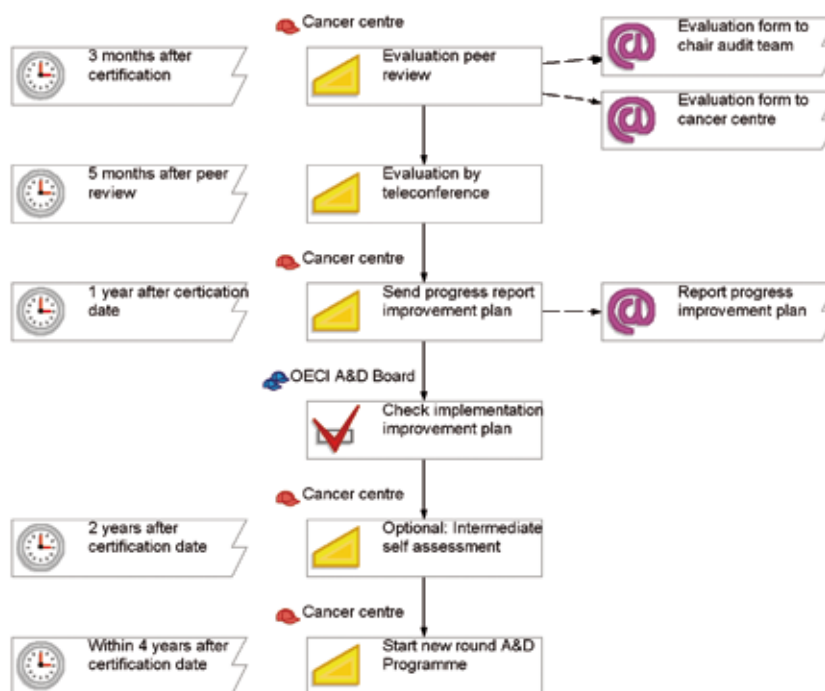 Cancer centre
3 months after
certification
Evaluation peer
review
Evaluation form to
chair audit team
Evaluation form to
cancer centre
5 months after peer
review
Evaluation by
teleconference
Cancer centre
1 year after certication
date
Send progress report
improvement plan
Report progress
improvement plan
OECI A&D Board
Check implementation
improvement plan
Cancer centre
2 years after
certification date
Optional: Intermediate
self assessment
Cancer centre
Within 4 years after
certification date
Start new round A&D
Programme